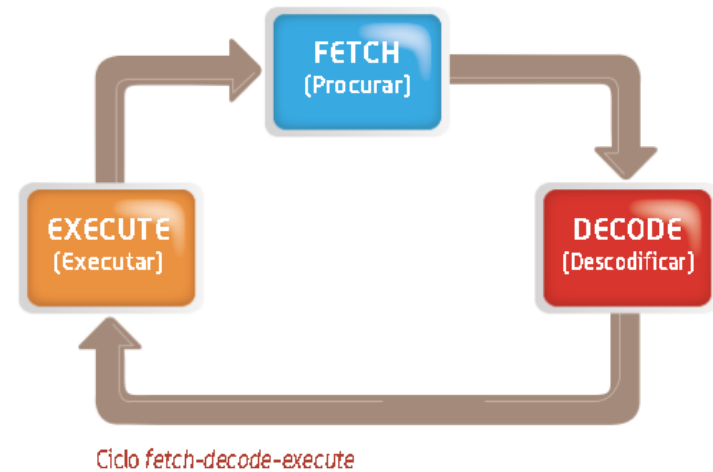 FETCH
(Procurar)
EXECUTE
(Executar)
DECODE
(Descodificar)
Ciclo fetch-decode-execute